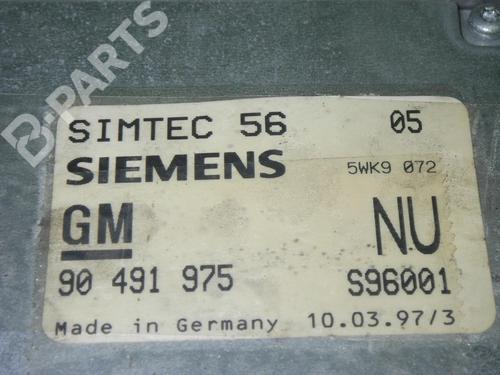 B-PARTS
SIMTEC 56 05
SIEMENS 5WK9 072
GM NU
90 491 975 S96001
Made in Germany 10.03.97/3